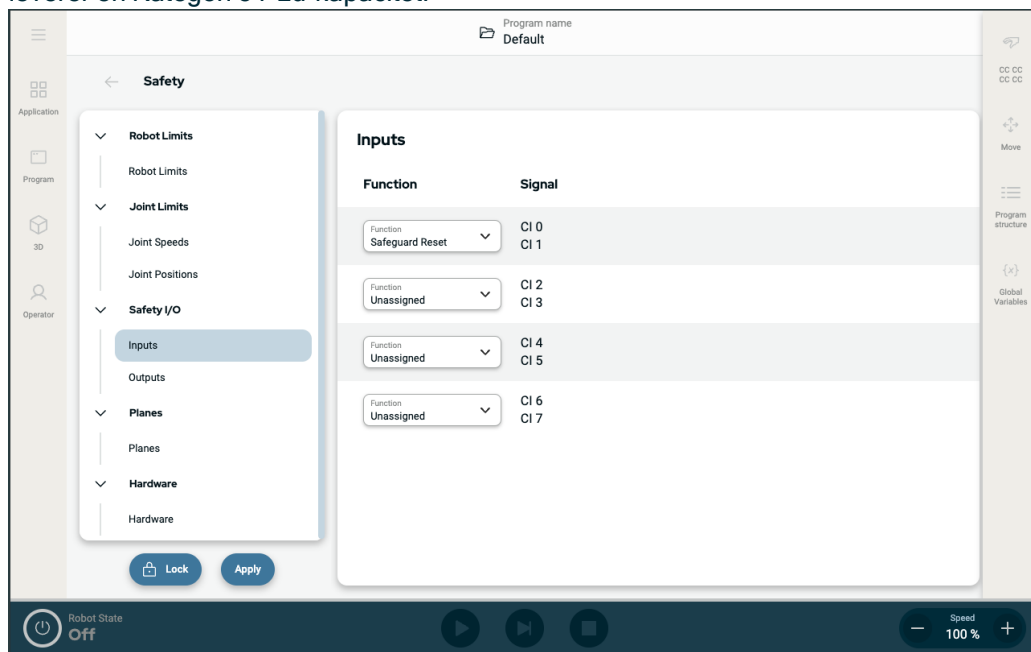 Program name
Default
CC CC
CC CC
Safety
Application
Robot Limits
Inputs
Move
Robot Limits
Program
Function
Signal
Joint Limits
Program
structure
Function
Safeguard Reset
CI 0
CI 1
Joint Speeds
3D
Joint Positions
{x}
Global
Variables
Function
Unassigned
CI 2
CI 3
Operator
Safety I/O
Inputs
Function
Unassigned
CI 4
CI 5
Outputs
Planes
Function
Unassigned
CI 6
CI 7
Planes
Hardware
Hardware
Lock
Apply
Robot State
Off
Speed
100 %